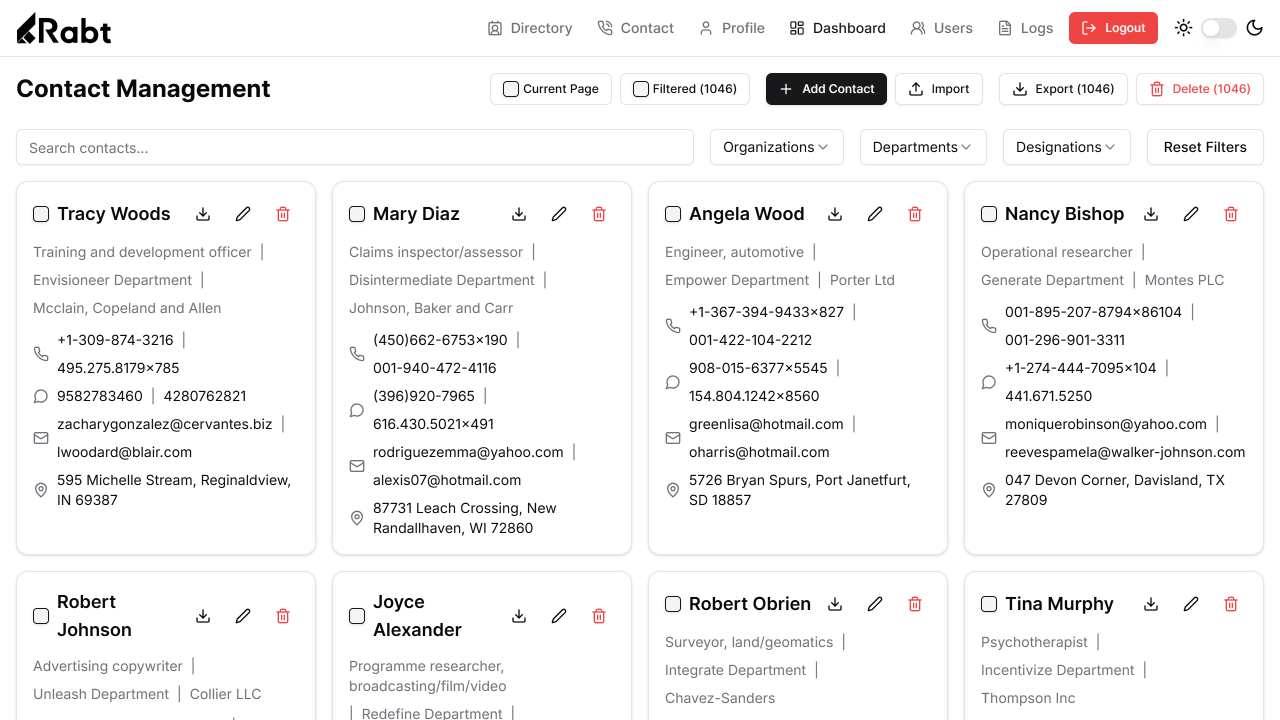 Rabt
Directory
Contact
Profile
Dashboard
Users
Logs
Logout
Contact Management
Current Page
Filtered (1046)
Add Contact
Import
Export (1046)
Delete (1046)
Search contacts...
Organizations
Departments
Designations
Reset Filters
Tracy Woods
Training and development officer |
Envisioneer Department |
Mcclain, Copeland and Allen
+1-309-874-3216 |
495.275.8179×785
9582783460 | 4280762821
zacharygonzalez@cervantes.biz |
lwoodard@blair.com
595 Michelle Stream, Reginaldview,
IN 69387
Mary Diaz
Claims inspector/assessor |
Disintermediate Department |
Johnson, Baker and Carr
(450)662-6753×190 |
001-940-472-4116
(396)920-7965 |
616.430.5021×491
rodriguezemma@yahoo.com |
alexis07@hotmail.com
87731 Leach Crossing, New
Randallhaven, WI 72860
Angela Wood
Engineer, automotive |
Empower Department | Porter Ltd
+1-367-394-9433×827 |
001-422-104-2212
908-015-6377×5545 |
154.804.1242×8560
greenlisa@hotmail.com |
oharris@hotmail.com
5726 Bryan Spurs, Port Janetfurt,
SD 18857
Nancy Bishop
Operational researcher |
Generate Department | Montes PLC
001-895-207-8794×86104 |
001-296-901-3311
+1-274-444-7095×104 |
441.671.5250
moniquerobinson@yahoo.com |
reevespamela@walker-johnson.com
047 Devon Corner, Davisland, TX
27809
Robert
Johnson
Advertising copywriter |
Unleash Department | Collier LLC
Joyce
Alexander
Programme researcher,
broadcasting/film/video
| Redefine Department |
Robert Obrien
Surveyor, land/geomatics |
Integrate Department |
Chavez-Sanders
Tina Murphy
Psychotherapist |
Incentivize Department |
Thompson Inc